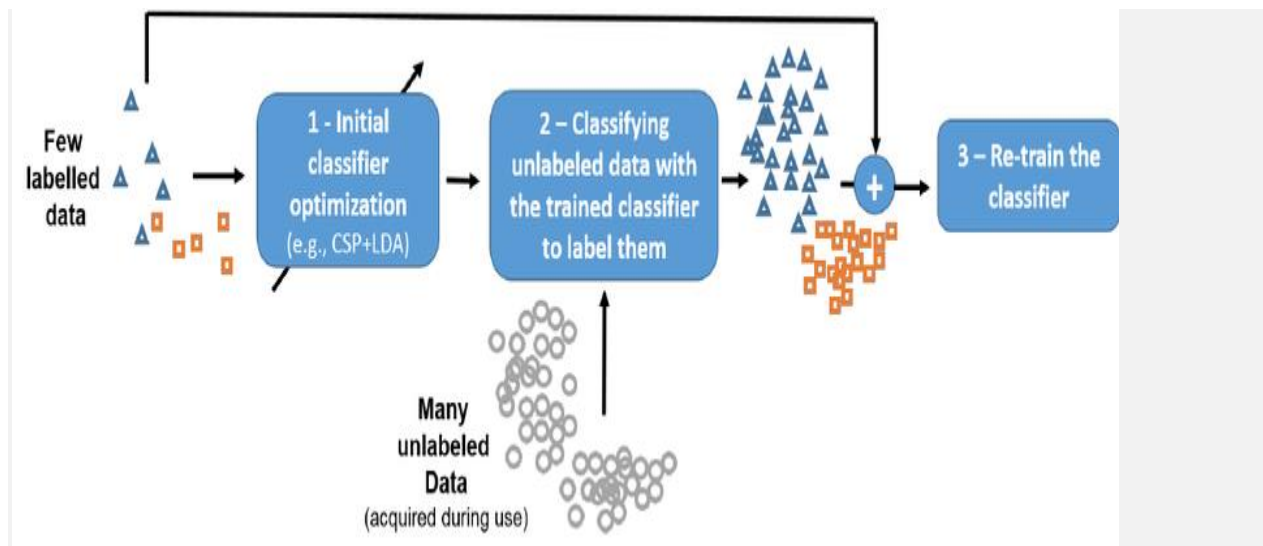 Few
labelled
data
1 - Initial
classifier
optimization
(e.g., CSP+LDA)
2 – Classifying
unlabeled data with
the trained classifier
to label them
+
3 – Re-train the
classifier
Many
unlabeled
Data
(acquired during use)